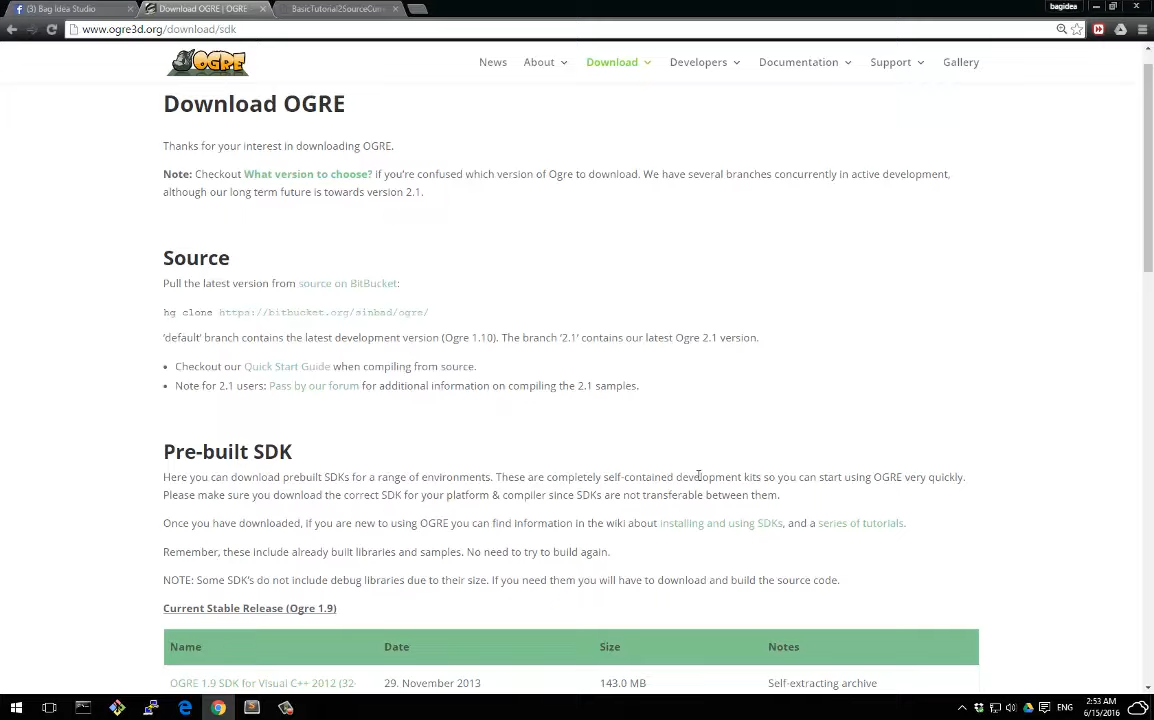 (3) Bag Idea Studio
Download OGRE | OGRE
BasicTutorial2SourceCurr
bagidea
www.ogre3d.org/download/sdk
OGRE
News
About
Download
Developers
Documentation
Support
Gallery
Download OGRE
Thanks for your interest in downloading OGRE.
Note: Checkout What version to choose? if you're confused which version of Ogre to download. We have several branches concurrently in active development,
although our long term future is towards version 2.1.
Source
Pull the latest version from source on BitBucket:
hg clone https://bitbucket.org/sinbad/ogre/
'default' branch contains the latest development version (Ogre 1.10). The branch '2.1' contains our latest Ogre 2.1 version.
• Checkout our Quick Start Guide when compiling from source.
• Note for 2.1 users: Pass by our forum for additional information on compiling the 2.1 samples.
Pre-built SDK
Here you can download prebuilt SDKs for a range of environments. These are completely self-contained development kits so you can start using OGRE very quickly.
Please make sure you download the correct SDK for your platform & compiler since SDKs are not transferable between them.
Once you have downloaded, if you are new to using OGRE you can find information in the wiki about installing and using SDKs, and a series of tutorials.
Remember, these include already built libraries and samples. No need to try to build again.
NOTE: Some SDK's do not include debug libraries due to their size. If you need them you will have to download and build the source code.
Current Stable Release (Ogre 1.9)
Name Date Size Notes
OGRE 1.9 SDK for Visual C++ 2012 (32- 29. November 2013 143.0 MB Self-extracting archive
ENG
2:53 AM
6/15/2016